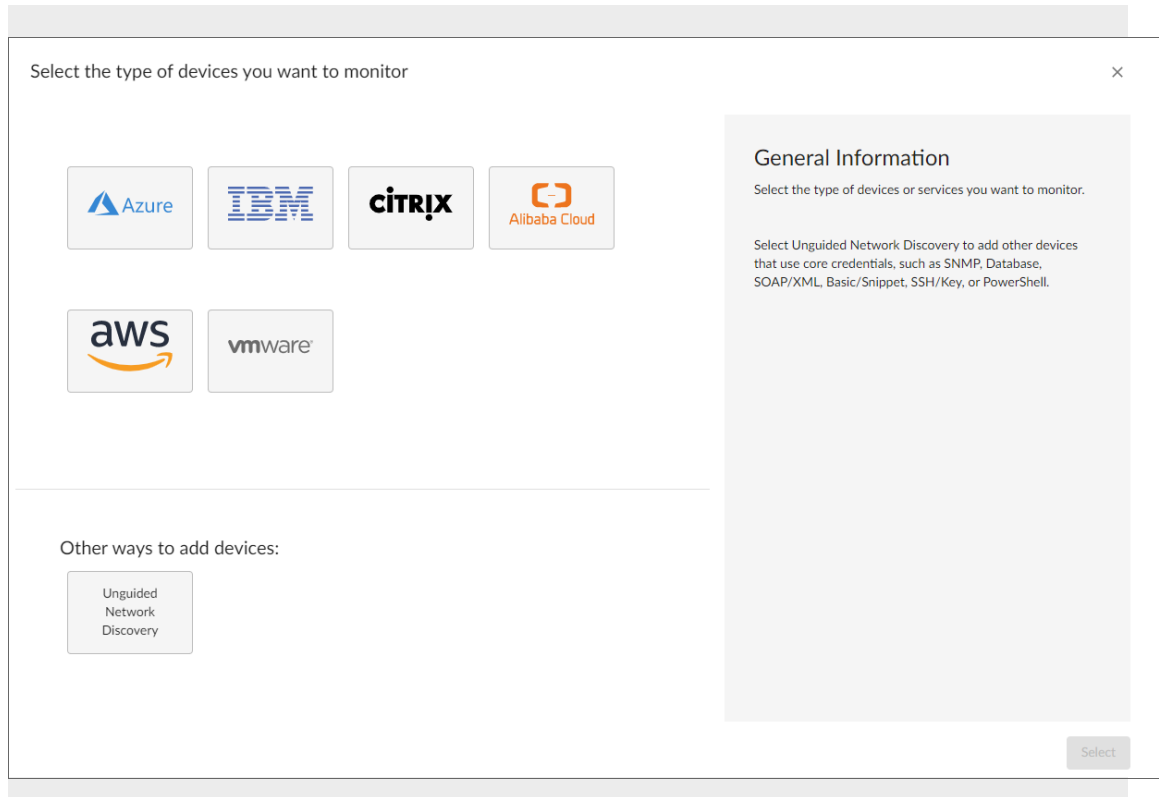 Select the type of devices you want to monitor
×
Azure
IBM
CİTRIX
Alibaba Cloud
aws
vmware
Other ways to add devices:
Unguided
Network
Discovery
General Information
Select the type of devices or services you want to monitor.
Select Unguided Network Discovery to add other devices
that use core credentials, such as SNMP, Database,
SOAP/XML, Basic/Snippet, SSH/Key, or PowerShell.
Select